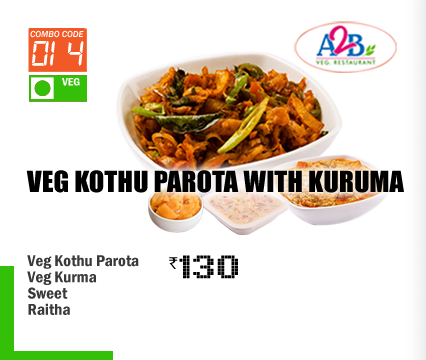 COMBO CODE
014
VEG
A2B
VEG. RESTAURANT
VEG KOTHU PAROTA WITH KURUMA
Veg Kothu Parota
Veg Kurma
Sweet
Raitha
₹130